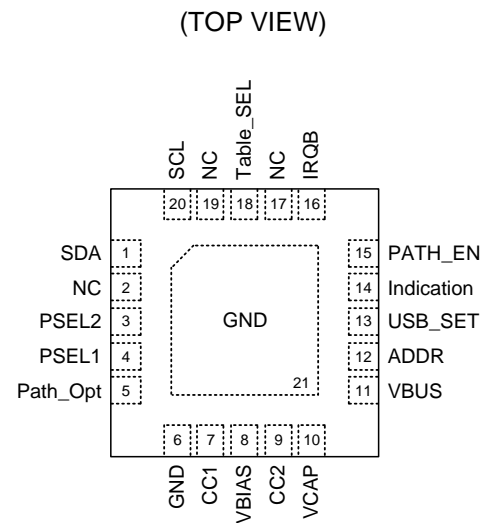 (TOP VIEW)
SCL
NC
Table_SEL
NC
IRQB
20
19
18
17
16
SDA 1
NC 2
PSEL2 3
PSEL1 4
Path_Opt 5
GND
21
15 PATH_EN
14 Indication
13 USB_SET
12 ADDR
11 VBUS
6
7
8
9
10
GND
CC1
VBIAS
CC2
VCAP